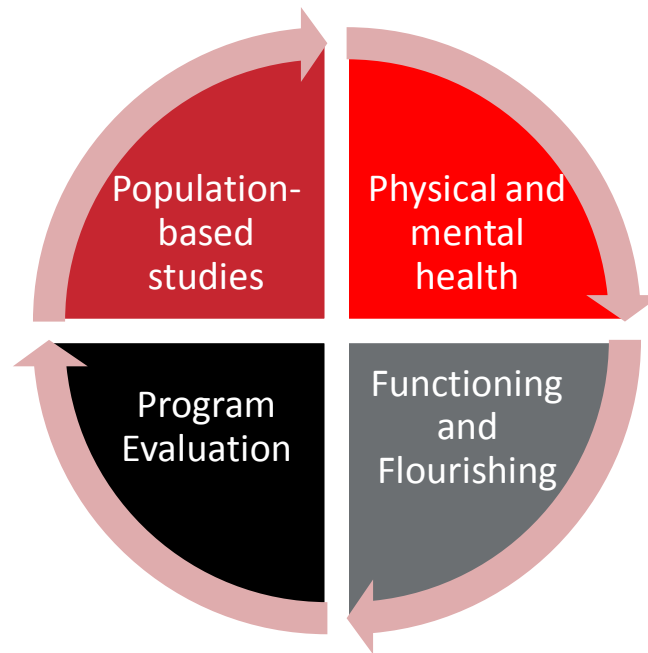 Population-
based
studies
Physical and
mental
health
Program
Evaluation
Functioning
and
Flourishing